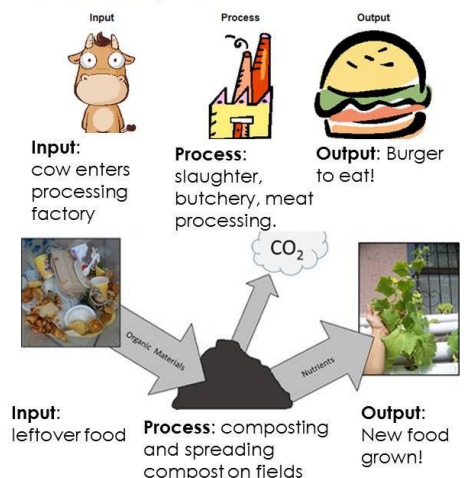 Input
Process
Output
Input:
cow enters
processing
factory
Process:
slaughter,
butchery, meat
processing.
Output: Burger
to eat!
CO2
Organic Materials
Nutrients
Input:
leftover food
Process: composting
and spreading
compost on fields
Output:
New food
grown!